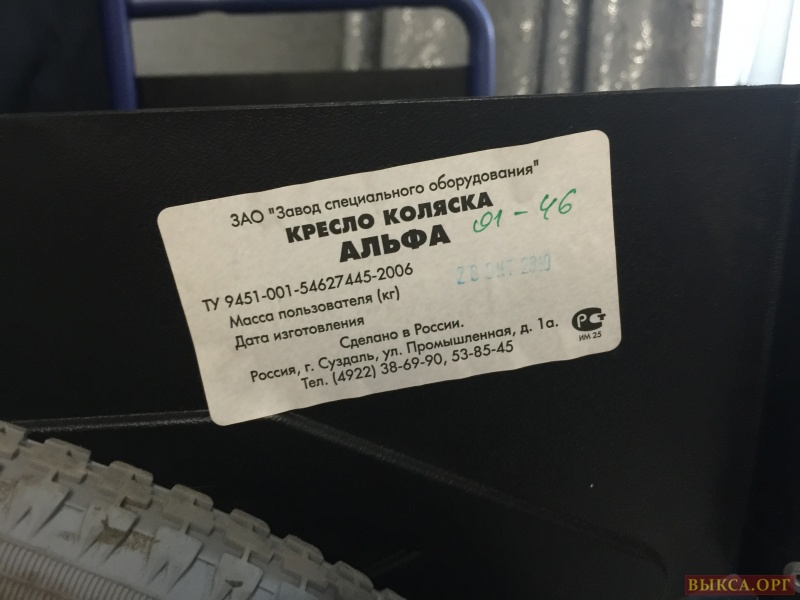 ЗАО "Завод специального оборудования"
КРЕСЛО КОЛЯСКА
АЛЬФА 01-46
ТУ 9451-001-54627445-2006
Масса пользователя (кг)
Дата изготовления
Сделано в России.
Россия, г. Суздаль, ул. Промышленная, д. 1а.
Тел. (4922) 38-69-90, 53-85-45
РСТ
ИМ 25
ВЫКСА.ОРГ